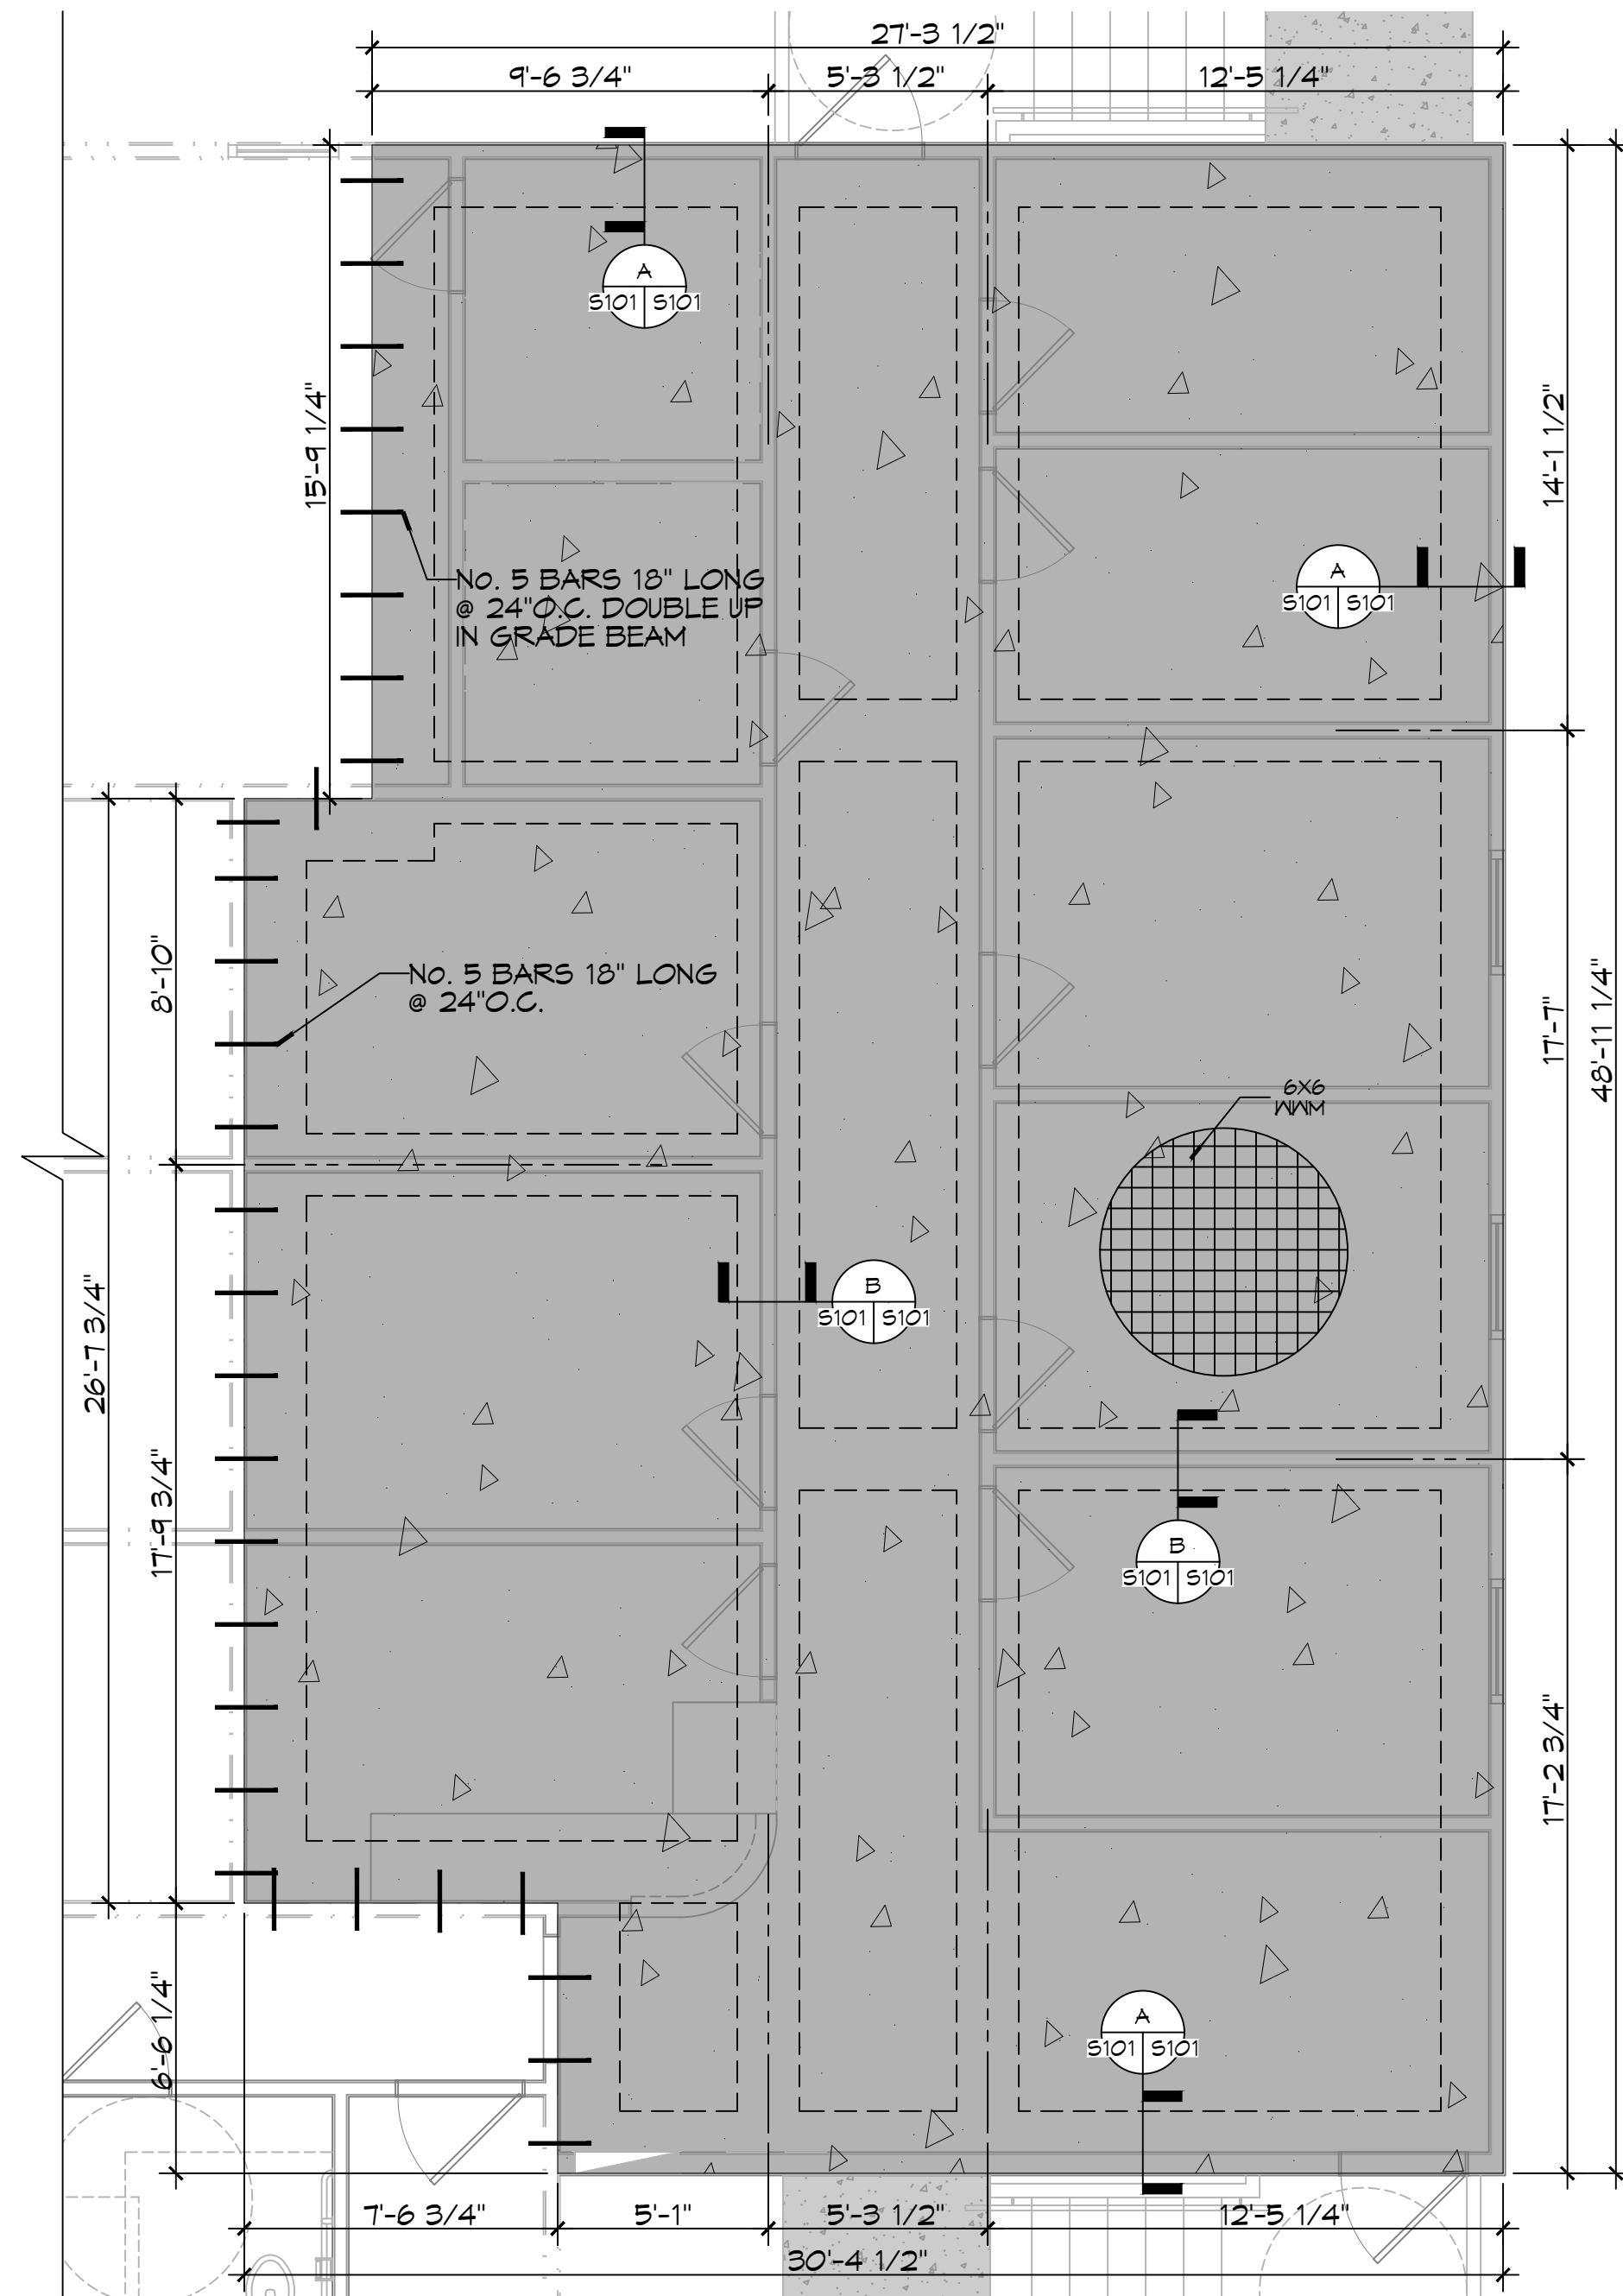 27'-3 1/2"
9'-6 3/4"
5'-3 1/2"
12'-5 1/4"
A
S101 S101
15'-9 1/4"
14'-1 1/2"
A
S101 S101
No. 5 BARS 18" LONG
@ 24"O.C. DOUBLE UP
IN GRADE BEAM
8'-10"
No. 5 BARS 18" LONG
@ 24"O.C.
17'-7"
48'-11 1/4"
6X6
WWM
26'-7 3/4"
B
S101 S101
17'-9 3/4"
B
S101 S101
17'-2 3/4"
6'-6 1/4"
A
S101 S101
7'-6 3/4"
5'-1"
5'-3 1/2"
12'-5 1/4"
30'-4 1/2"